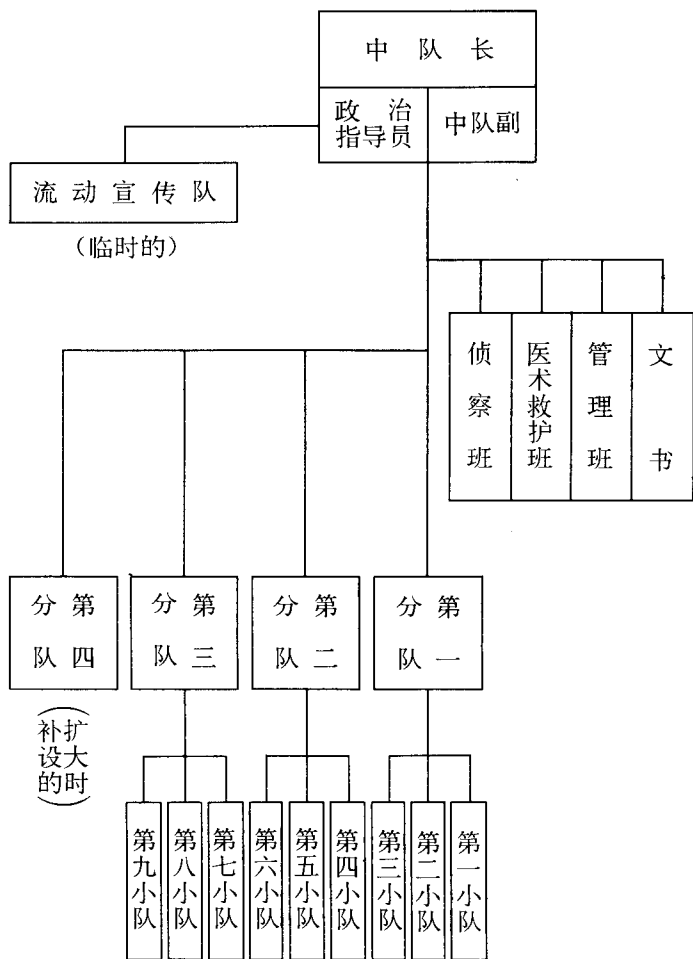 中队长
政治
指导员
中队副
流动宣传队
（临时的）
侦察班
医术救护班
管理班
文书
第四
分队
第三
分队
第二
分队
第一
分队
（扩大时
补设的）
第九小队
第八小队
第七小队
第六小队
第五小队
第四小队
第三小队
第二小队
第一小队